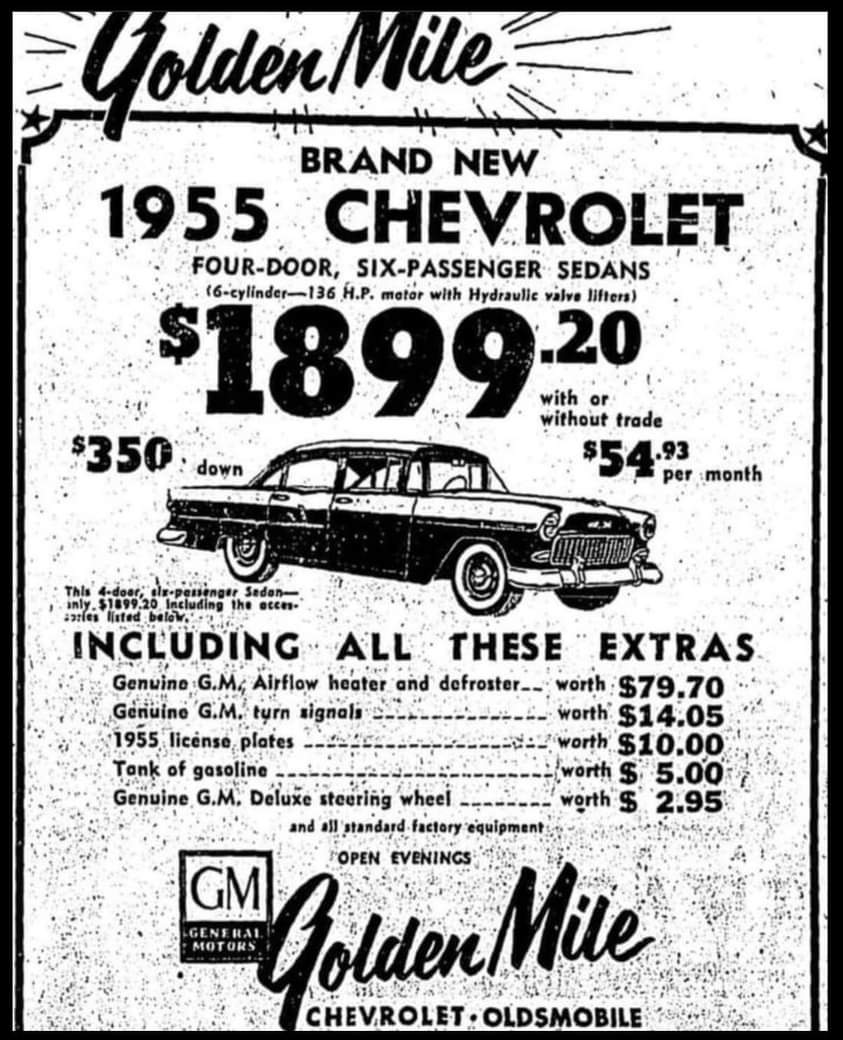 Golden Mile
BRAND NEW
1955 CHEVROLET
FOUR-DOOR, SIX-PASSENGER SEDANS
(6-cylinder—136 H.P. motor with Hydraulic valve lifters)
$1899.20
with or
without trade
$350 down
$54.93
per month
This 4-door, six-passenger Sedan—
only $1899.20 including the acces-
sories listed below.
INCLUDING ALL THESE EXTRAS
Genuine G.M. Airflow heater and defroster__ worth $79.70
Genuine G.M. turn signals ________________ worth $14.05
1955 license plates ______________________ worth $10.00
Tank of gasoline _________________________ worth $ 5.00
Genuine G.M. Deluxe steering wheel ________ worth $ 2.95
and all standard factory equipment
OPEN EVENINGS
GM
GENERAL
MOTORS
Golden Mile
CHEVROLET · OLDSMOBILE